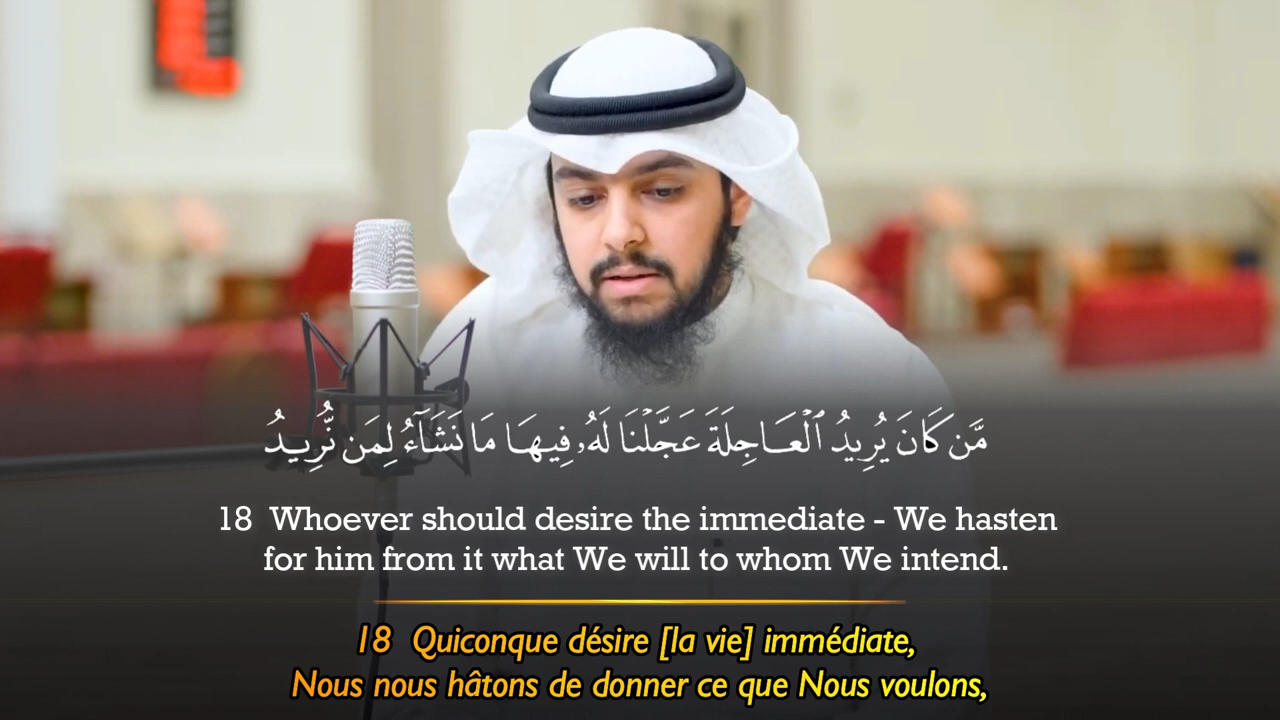 مَّن كَانَ يُرِيدُ ٱلْعَاجِلَةَ عَجَّلْنَا لَهُۥ فِيهَا مَا نَشَآءُ لِمَن نُّرِيدُ
18 Whoever should desire the immediate - We hasten
for him from it what We will to whom We intend.
18 Quiconque désire [la vie] immédiate,
Nous nous hâtons de donner ce que Nous voulons,